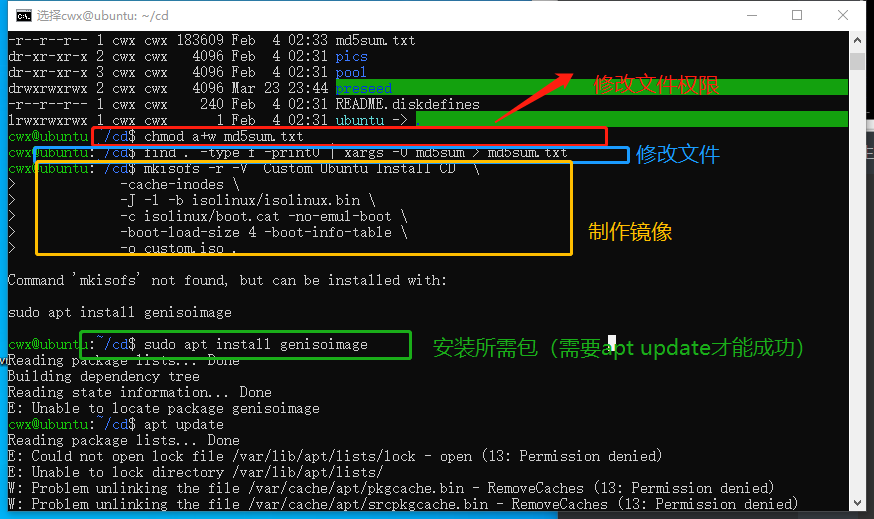 选择cwx@ubuntu: ~/cd
-r--r--r-- 1 cwx cwx 183609 Feb  4 02:33 md5sum.txt
dr-xr-xr-x 2 cwx cwx   4096 Feb  4 02:31 pics
dr-xr-xr-x 3 cwx cwx   4096 Feb  4 02:31 pool
drwxrwxrwx 2 cwx cwx   4096 Mar 23 23:44 preseed
修改文件权限
-r--r--r-- 1 cwx cwx    240 Feb  4 02:31 README.diskdefines
lrwxrwxrwx 1 cwx cwx      1 Feb  4 02:31 ubuntu ->
cwx@ubuntu:~/cd$ chmod a+w md5sum.txt
cwx@ubuntu:~/cd$ find . -type f -print0 | xargs -0 md5sum > md5sum.txt
修改文件
cwx@ubuntu:~/cd$ mkisofs -r -V "Custom Ubuntu Install CD" \
>            -cache-inodes \
>            -J -l -b isolinux/isolinux.bin \
>            -c isolinux/boot.cat -no-emul-boot \
制作镜像
>            -boot-load-size 4 -boot-info-table \
>            -o custom.iso .
Command 'mkisofs' not found, but can be installed with:
sudo apt install genisoimage
cwx@ubuntu:~/cd$ sudo apt install genisoimage
安装所需包（需要apt update才能成功）
Reading package lists... Done
Building dependency tree
Reading state information... Done
E: Unable to locate package genisoimage
cwx@ubuntu:~/cd$ apt update
Reading package lists... Done
E: Could not open lock file /var/lib/apt/lists/lock - open (13: Permission denied)
E: Unable to lock directory /var/lib/apt/lists/
W: Problem unlinking the file /var/cache/apt/pkgcache.bin - RemoveCaches (13: Permission denied)
W: Problem unlinking the file /var/cache/apt/srcpkgcache.bin - RemoveCaches (13: Permission denied)